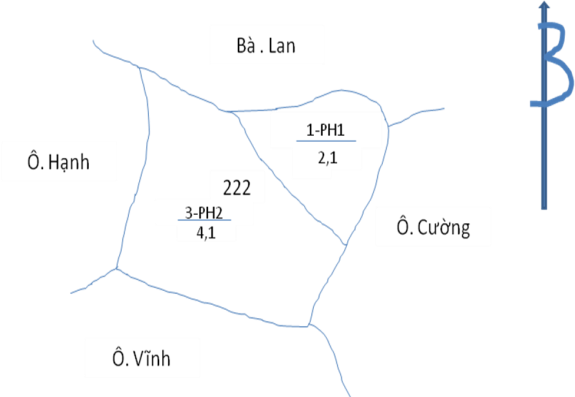 Bà . Lan
B
1-PH1
2,1
Ô. Hạnh
222
3-PH2
4,1
Ô. Cường
Ô. Vĩnh